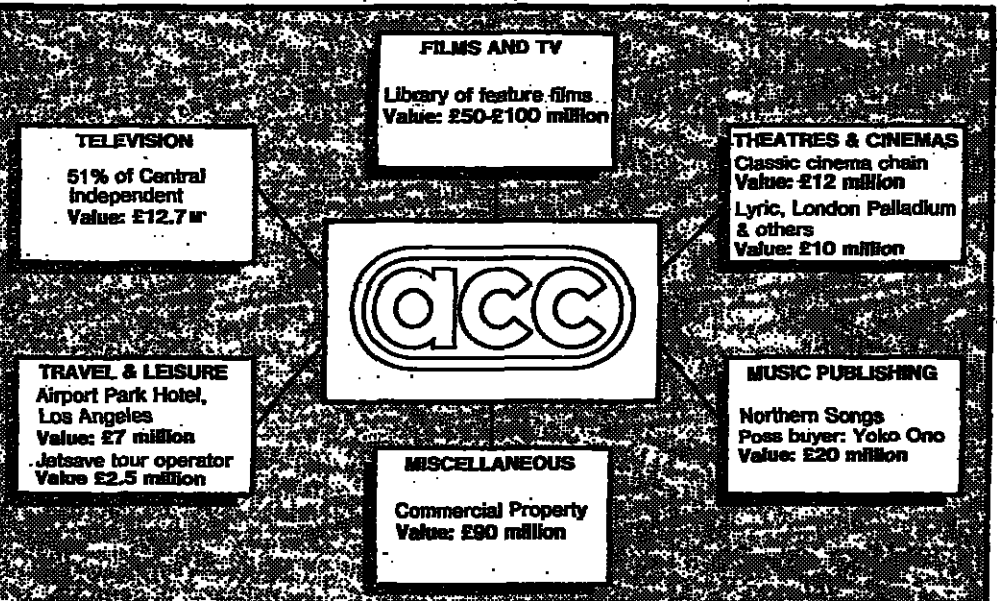 FILMS AND TV
Library of feature films
Value: £50-£100 million
TELEVISION
51% of Central
Independent
Value: £12.7
THEATRES & CINEMAS
Classic cinema chain
Value: £12 million
Lyric, London Palladium
& others
Value: £10 million
acc
TRAVEL & LEISURE
Airport Park Hotel,
Los Angeles
Value: £7 million
Jetsave tour operator
Value £2.5 million
MISCELLANEOUS
Commercial Property
Value: £90 million
MUSIC PUBLISHING
Northern Songs
Poss buyer: Yoko Ono
Value: £20 million